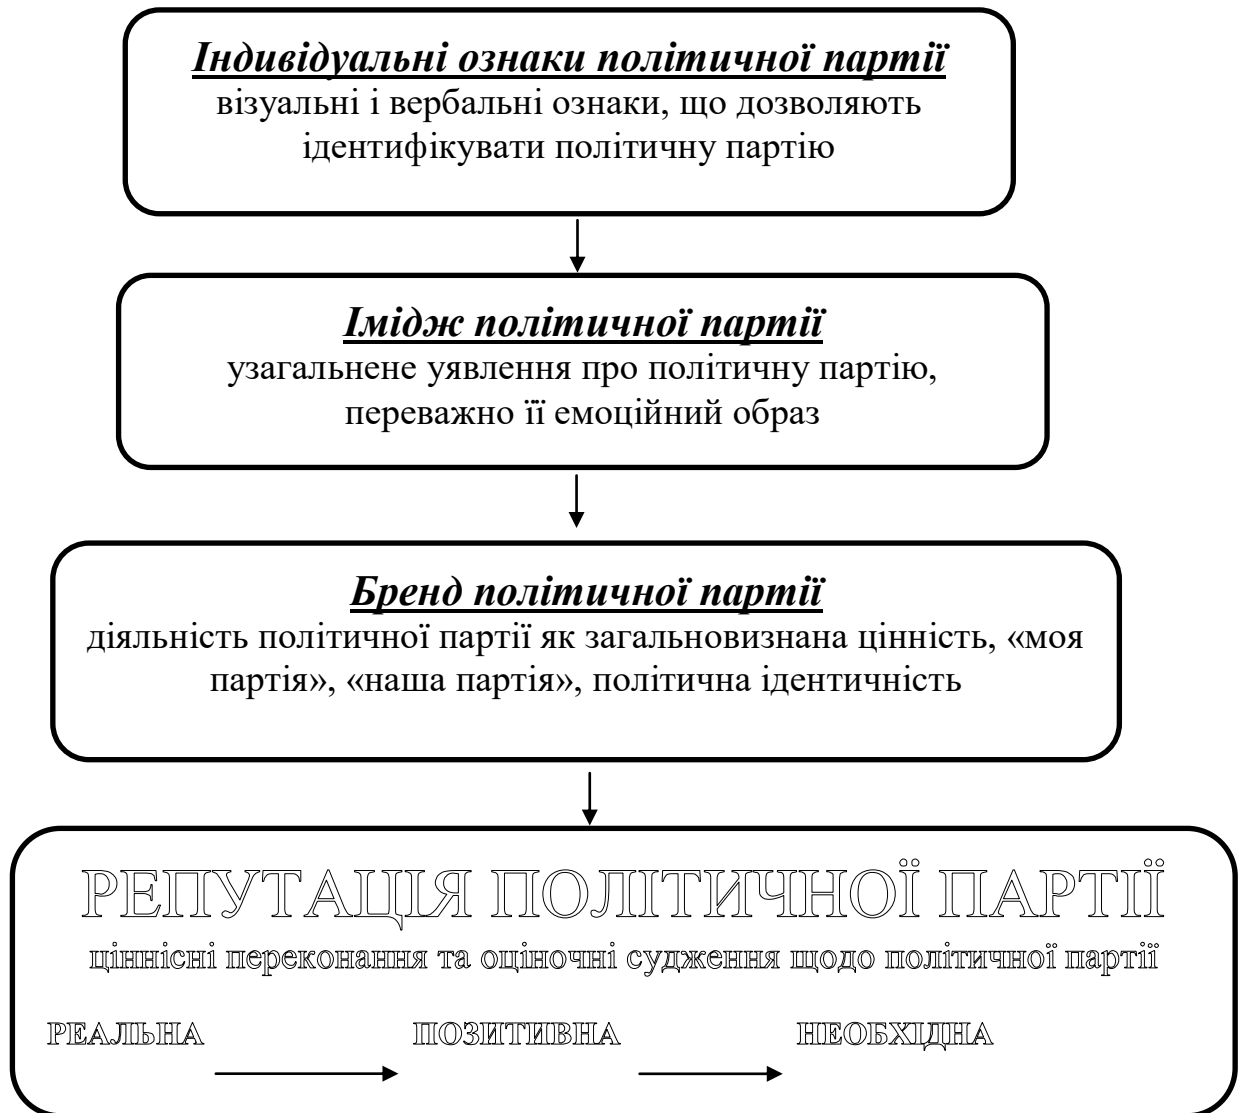 Індивідуальні ознаки політичної партії
візуальні і вербальні ознаки, що дозволяють
ідентифікувати політичну партію
Імідж політичної партії
узагальнене уявлення про політичну партію,
переважно її емоційний образ
Бренд політичної партії
діяльність політичної партії як загальновизнана цінність, «моя
партія», «наша партія», політична ідентичність
РЕПУТАЦІЯ ПОЛІТИЧНОЇ ПАРТІЇ
ціннісні переконання та оціночні судження щодо політичної партії
РЕАЛЬНА ПОЗИТИВНА НЕОБХІДНА